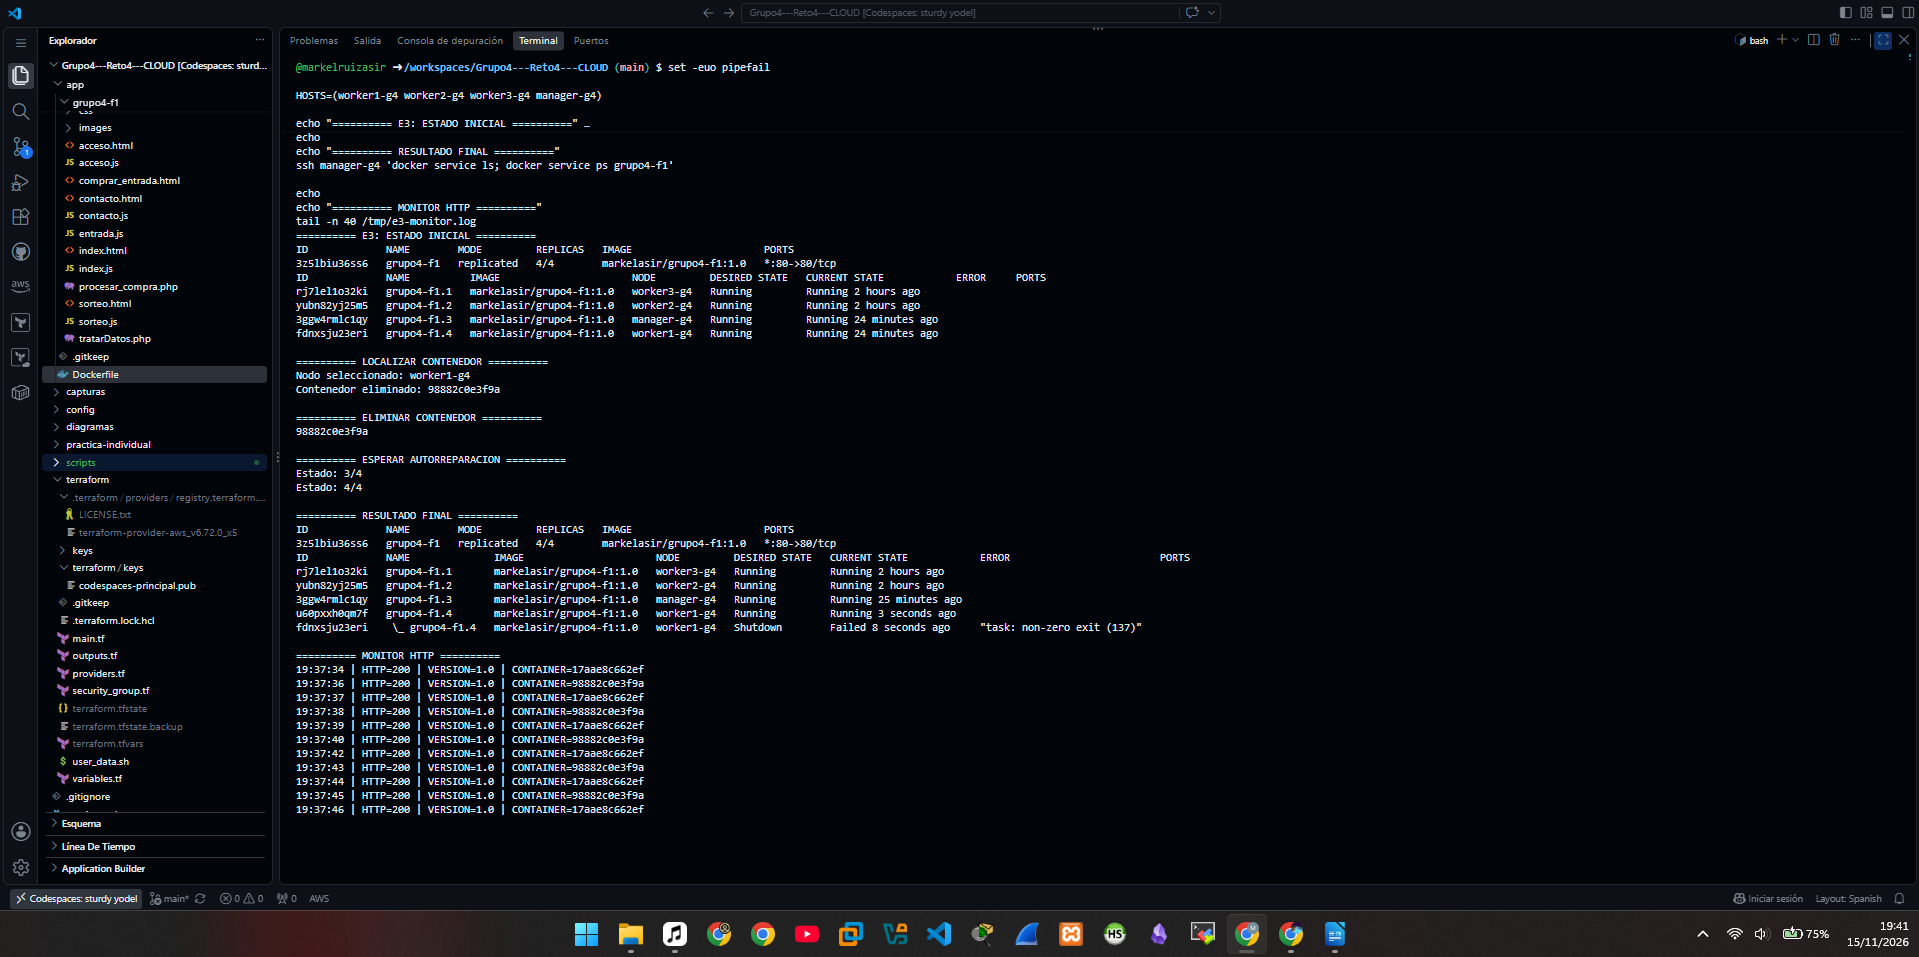 Grupo4---Reto4---CLOUD [Codespaces: sturdy yodel]
Explorador
Grupo4---Reto4---CLOUD [Codespaces: sturd...
app
grupo4-f1
css
images
acceso.html
JS acceso.js
comprar_entrada.html
contacto.html
JS contacto.js
JS entrada.js
index.html
JS index.js
procesar_compra.php
sorteo.html
JS sorteo.js
tratarDatos.php
.gitkeep
Dockerfile
capturas
config
diagramas
practica-individual
scripts
terraform
.terraform / providers / registry.terraform....
LICENSE.txt
terraform-provider-aws_v6.72.0_x5
keys
terraform / keys
codespaces-principal.pub
.gitkeep
.terraform.lock.hcl
main.tf
outputs.tf
providers.tf
security_group.tf
terraform.tfstate
terraform.tfstate.backup
terraform.tfvars
$ user_data.sh
variables.tf
.gitignore
Esquema
Línea De Tiempo
Application Builder
1
aws
Problemas Salida Consola de depuración Terminal Puertos
bash
@markelruizasir ➜/workspaces/Grupo4---Reto4---CLOUD (main) $ set -euo pipefail
HOSTS=(worker1-g4 worker2-g4 worker3-g4 manager-g4)
echo "========== E3: ESTADO INICIAL ==========" …
echo
echo "========== RESULTADO FINAL =========="
ssh manager-g4 'docker service ls; docker service ps grupo4-f1'
echo
echo "========== MONITOR HTTP =========="
tail -n 40 /tmp/e3-monitor.log
========== E3: ESTADO INICIAL ==========
ID NAME MODE REPLICAS IMAGE PORTS
3z5lbiu36ss6 grupo4-f1 replicated 4/4 markelasir/grupo4-f1:1.0 *:80->80/tcp
ID NAME IMAGE NODE DESIRED STATE CURRENT STATE ERROR PORTS
rj7lel1o32ki grupo4-f1.1 markelasir/grupo4-f1:1.0 worker3-g4 Running Running 2 hours ago
yubn82yj25m5 grupo4-f1.2 markelasir/grupo4-f1:1.0 worker2-g4 Running Running 2 hours ago
3ggw4rmlc1qy grupo4-f1.3 markelasir/grupo4-f1:1.0 manager-g4 Running Running 24 minutes ago
fdnxsju23eri grupo4-f1.4 markelasir/grupo4-f1:1.0 worker1-g4 Running Running 24 minutes ago
========== LOCALIZAR CONTENEDOR ==========
Nodo seleccionado: worker1-g4
Contenedor eliminado: 98882c0e3f9a
========== ELIMINAR CONTENEDOR ==========
98882c0e3f9a
========== ESPERAR AUTORREPARACION ==========
Estado: 3/4
Estado: 4/4
========== RESULTADO FINAL ==========
ID NAME MODE REPLICAS IMAGE PORTS
3z5lbiu36ss6 grupo4-f1 replicated 4/4 markelasir/grupo4-f1:1.0 *:80->80/tcp
ID NAME IMAGE NODE DESIRED STATE CURRENT STATE ERROR PORTS
rj7lel1o32ki grupo4-f1.1 markelasir/grupo4-f1:1.0 worker3-g4 Running Running 2 hours ago
yubn82yj25m5 grupo4-f1.2 markelasir/grupo4-f1:1.0 worker2-g4 Running Running 2 hours ago
3ggw4rmlc1qy grupo4-f1.3 markelasir/grupo4-f1:1.0 manager-g4 Running Running 25 minutes ago
u60pxxh0qm7f grupo4-f1.4 markelasir/grupo4-f1:1.0 worker1-g4 Running Running 3 seconds ago
fdnxsju23eri \_ grupo4-f1.4 markelasir/grupo4-f1:1.0 worker1-g4 Shutdown Failed 8 seconds ago "task: non-zero exit (137)"
========== MONITOR HTTP ==========
19:37:34 | HTTP=200 | VERSION=1.0 | CONTAINER=17aae8c662ef
19:37:36 | HTTP=200 | VERSION=1.0 | CONTAINER=98882c0e3f9a
19:37:37 | HTTP=200 | VERSION=1.0 | CONTAINER=17aae8c662ef
19:37:38 | HTTP=200 | VERSION=1.0 | CONTAINER=98882c0e3f9a
19:37:39 | HTTP=200 | VERSION=1.0 | CONTAINER=17aae8c662ef
19:37:40 | HTTP=200 | VERSION=1.0 | CONTAINER=98882c0e3f9a
19:37:42 | HTTP=200 | VERSION=1.0 | CONTAINER=17aae8c662ef
19:37:43 | HTTP=200 | VERSION=1.0 | CONTAINER=98882c0e3f9a
19:37:44 | HTTP=200 | VERSION=1.0 | CONTAINER=17aae8c662ef
19:37:45 | HTTP=200 | VERSION=1.0 | CONTAINER=98882c0e3f9a
19:37:46 | HTTP=200 | VERSION=1.0 | CONTAINER=17aae8c662ef
Codespaces: sturdy yodel main* 0 0 0 AWS
Iniciar sesión Layout: Spanish
HS
75%
19:41
15/11/2026